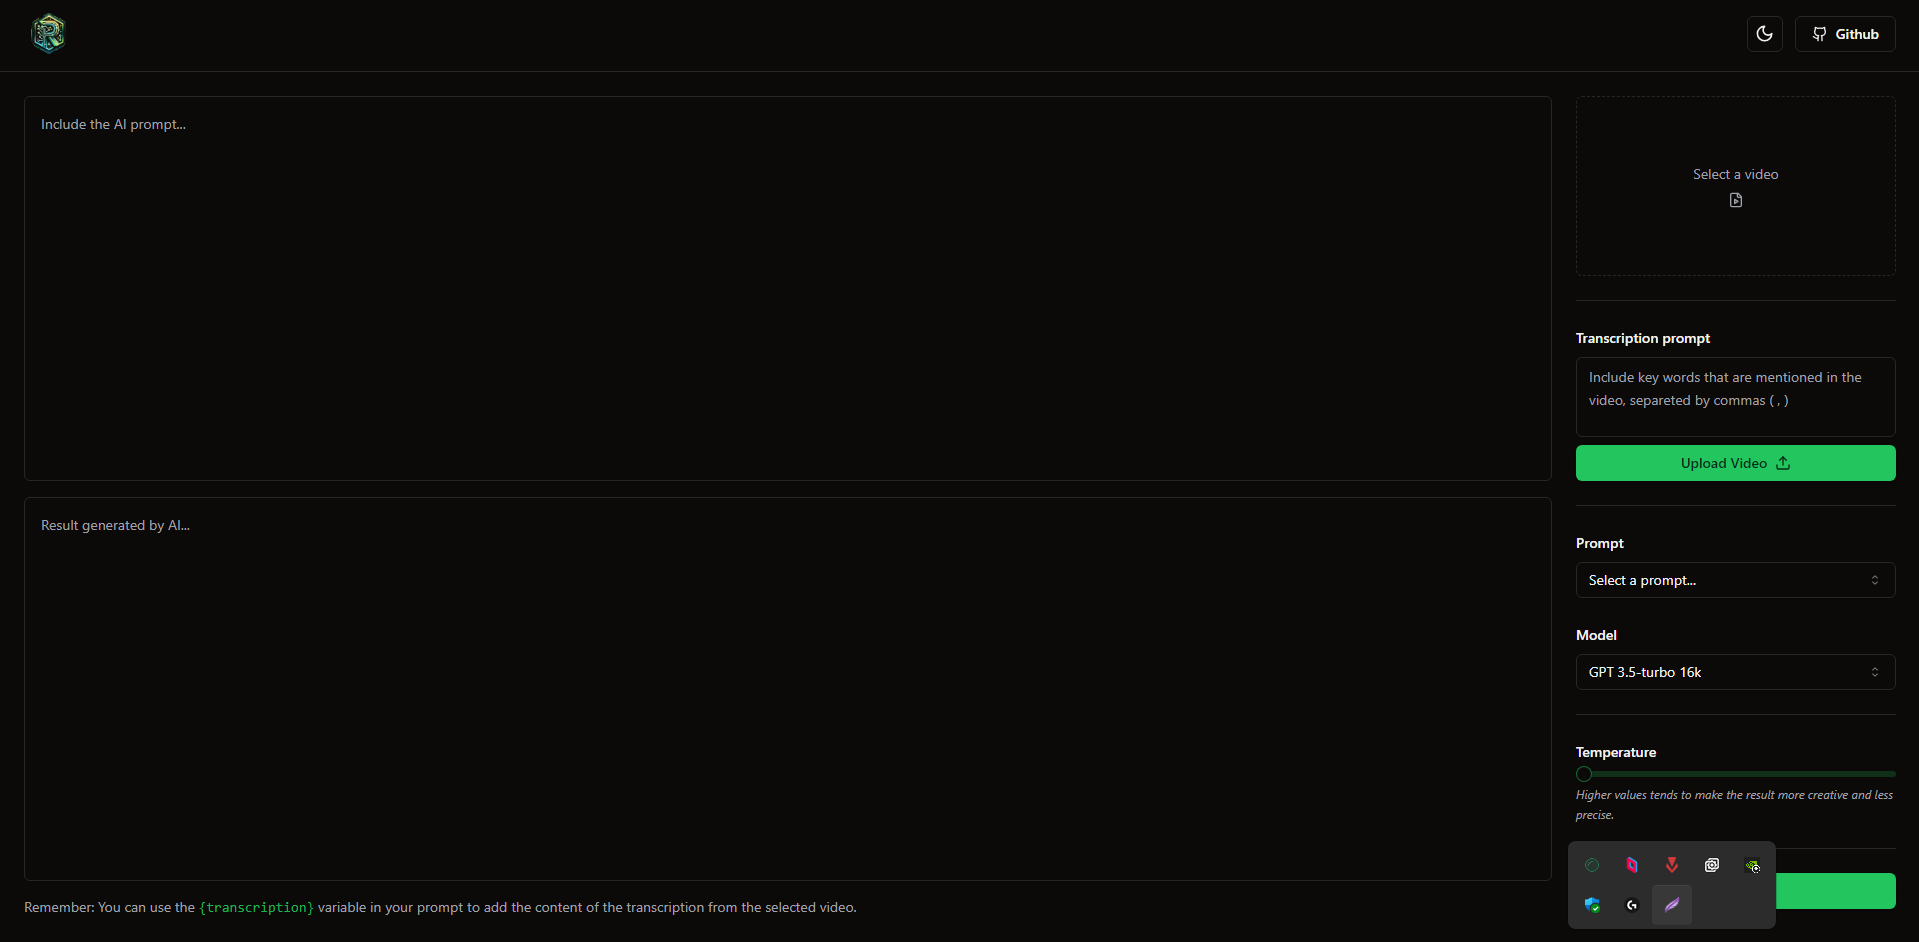 Github
Include the AI prompt...
Result generated by AI...
Remember: You can use the {transcription} variable in your prompt to add the content of the transcription from the selected video.
Select a video
Transcription prompt
Include key words that are mentioned in the
video, separeted by commas ( , )
Upload Video
Prompt
Select a prompt...
Model
GPT 3.5-turbo 16k
Temperature
Higher values tends to make the result more creative and less
precise.